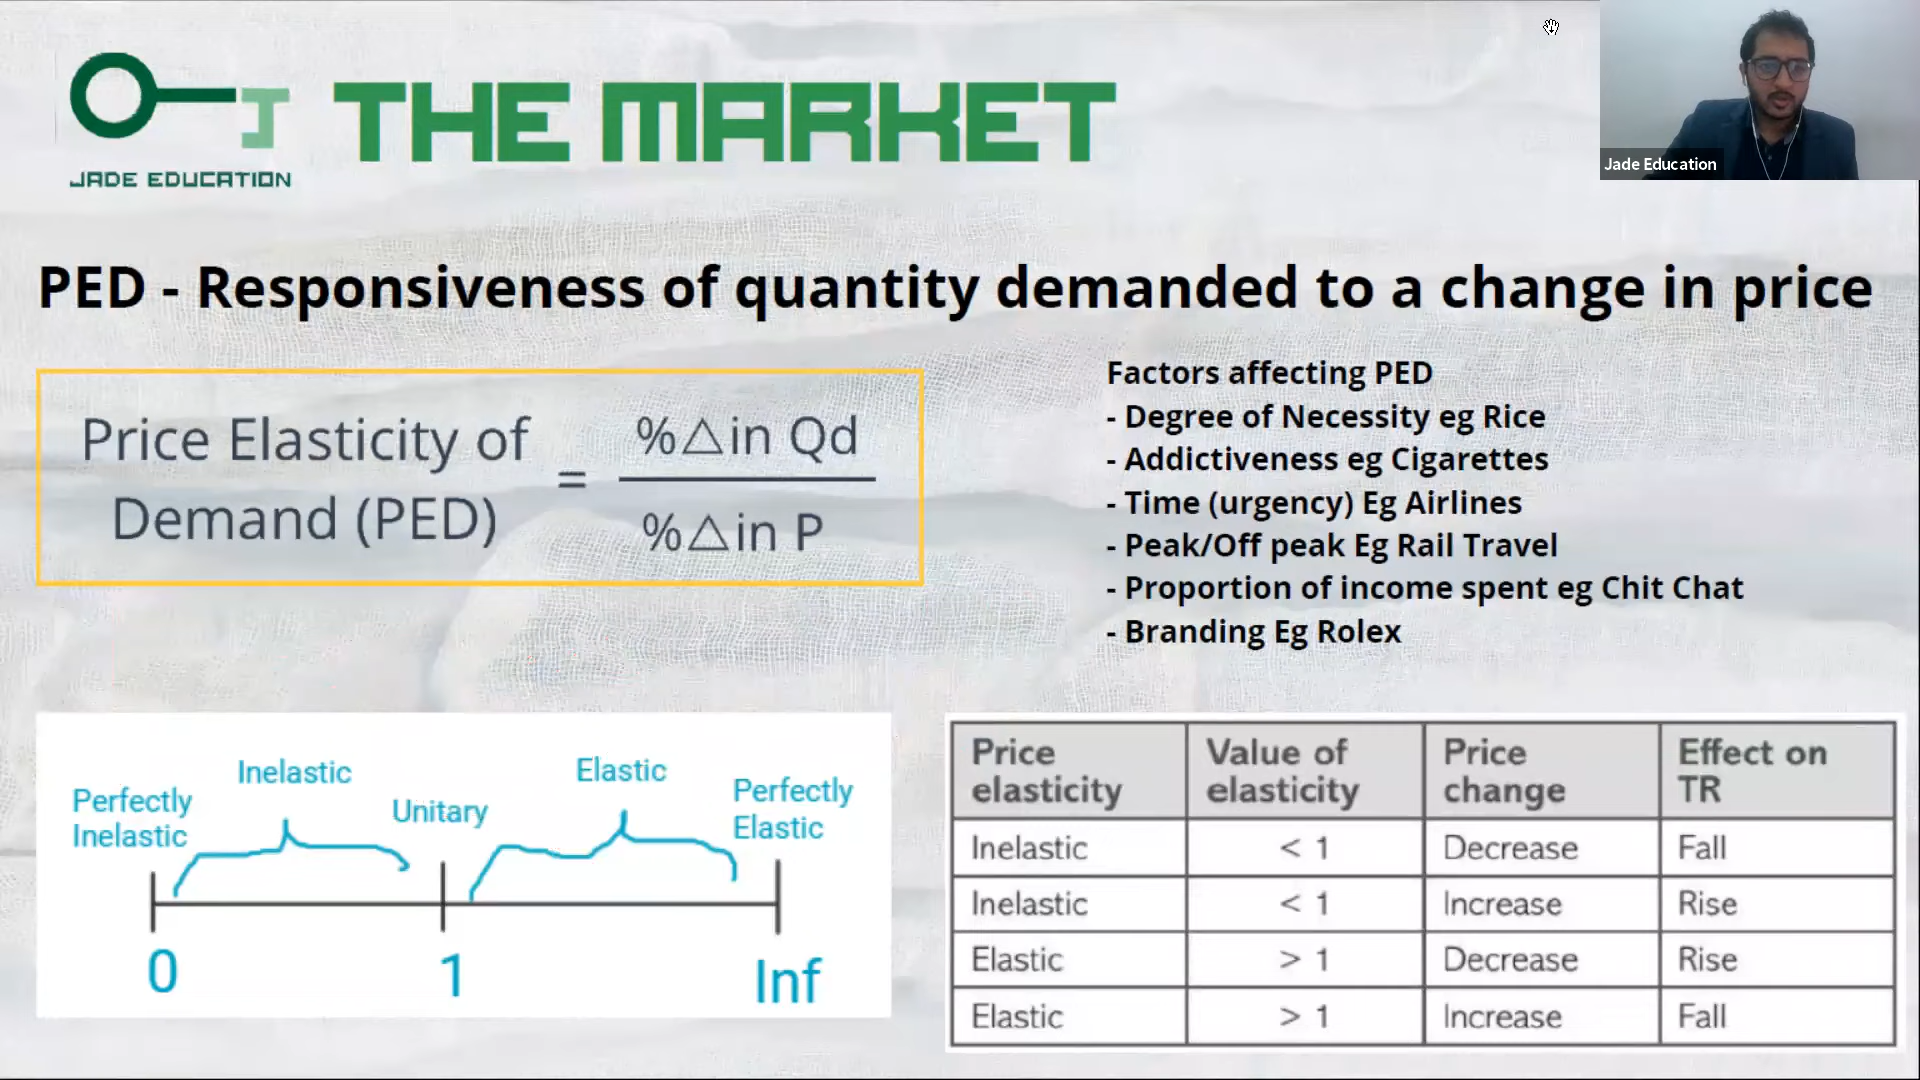 JADE EDUCATION
THE MARKET
Jade Education
PED - Responsiveness of quantity demanded to a change in price
Price Elasticity of
Demand (PED)
=
%△in Qd
%△in P
Factors affecting PED
- Degree of Necessity eg Rice
- Addictiveness eg Cigarettes
- Time (urgency) Eg Airlines
- Peak/Off peak Eg Rail Travel
- Proportion of income spent eg Chit Chat
- Branding Eg Rolex
Perfectly
Inelastic
Inelastic
Unitary
Elastic
Perfectly
Elastic
0
1
Inf
Price elasticity Value of elasticity Price change Effect on TR
Inelastic < 1 Decrease Fall
Inelastic < 1 Increase Rise
Elastic > 1 Decrease Rise
Elastic > 1 Increase Fall